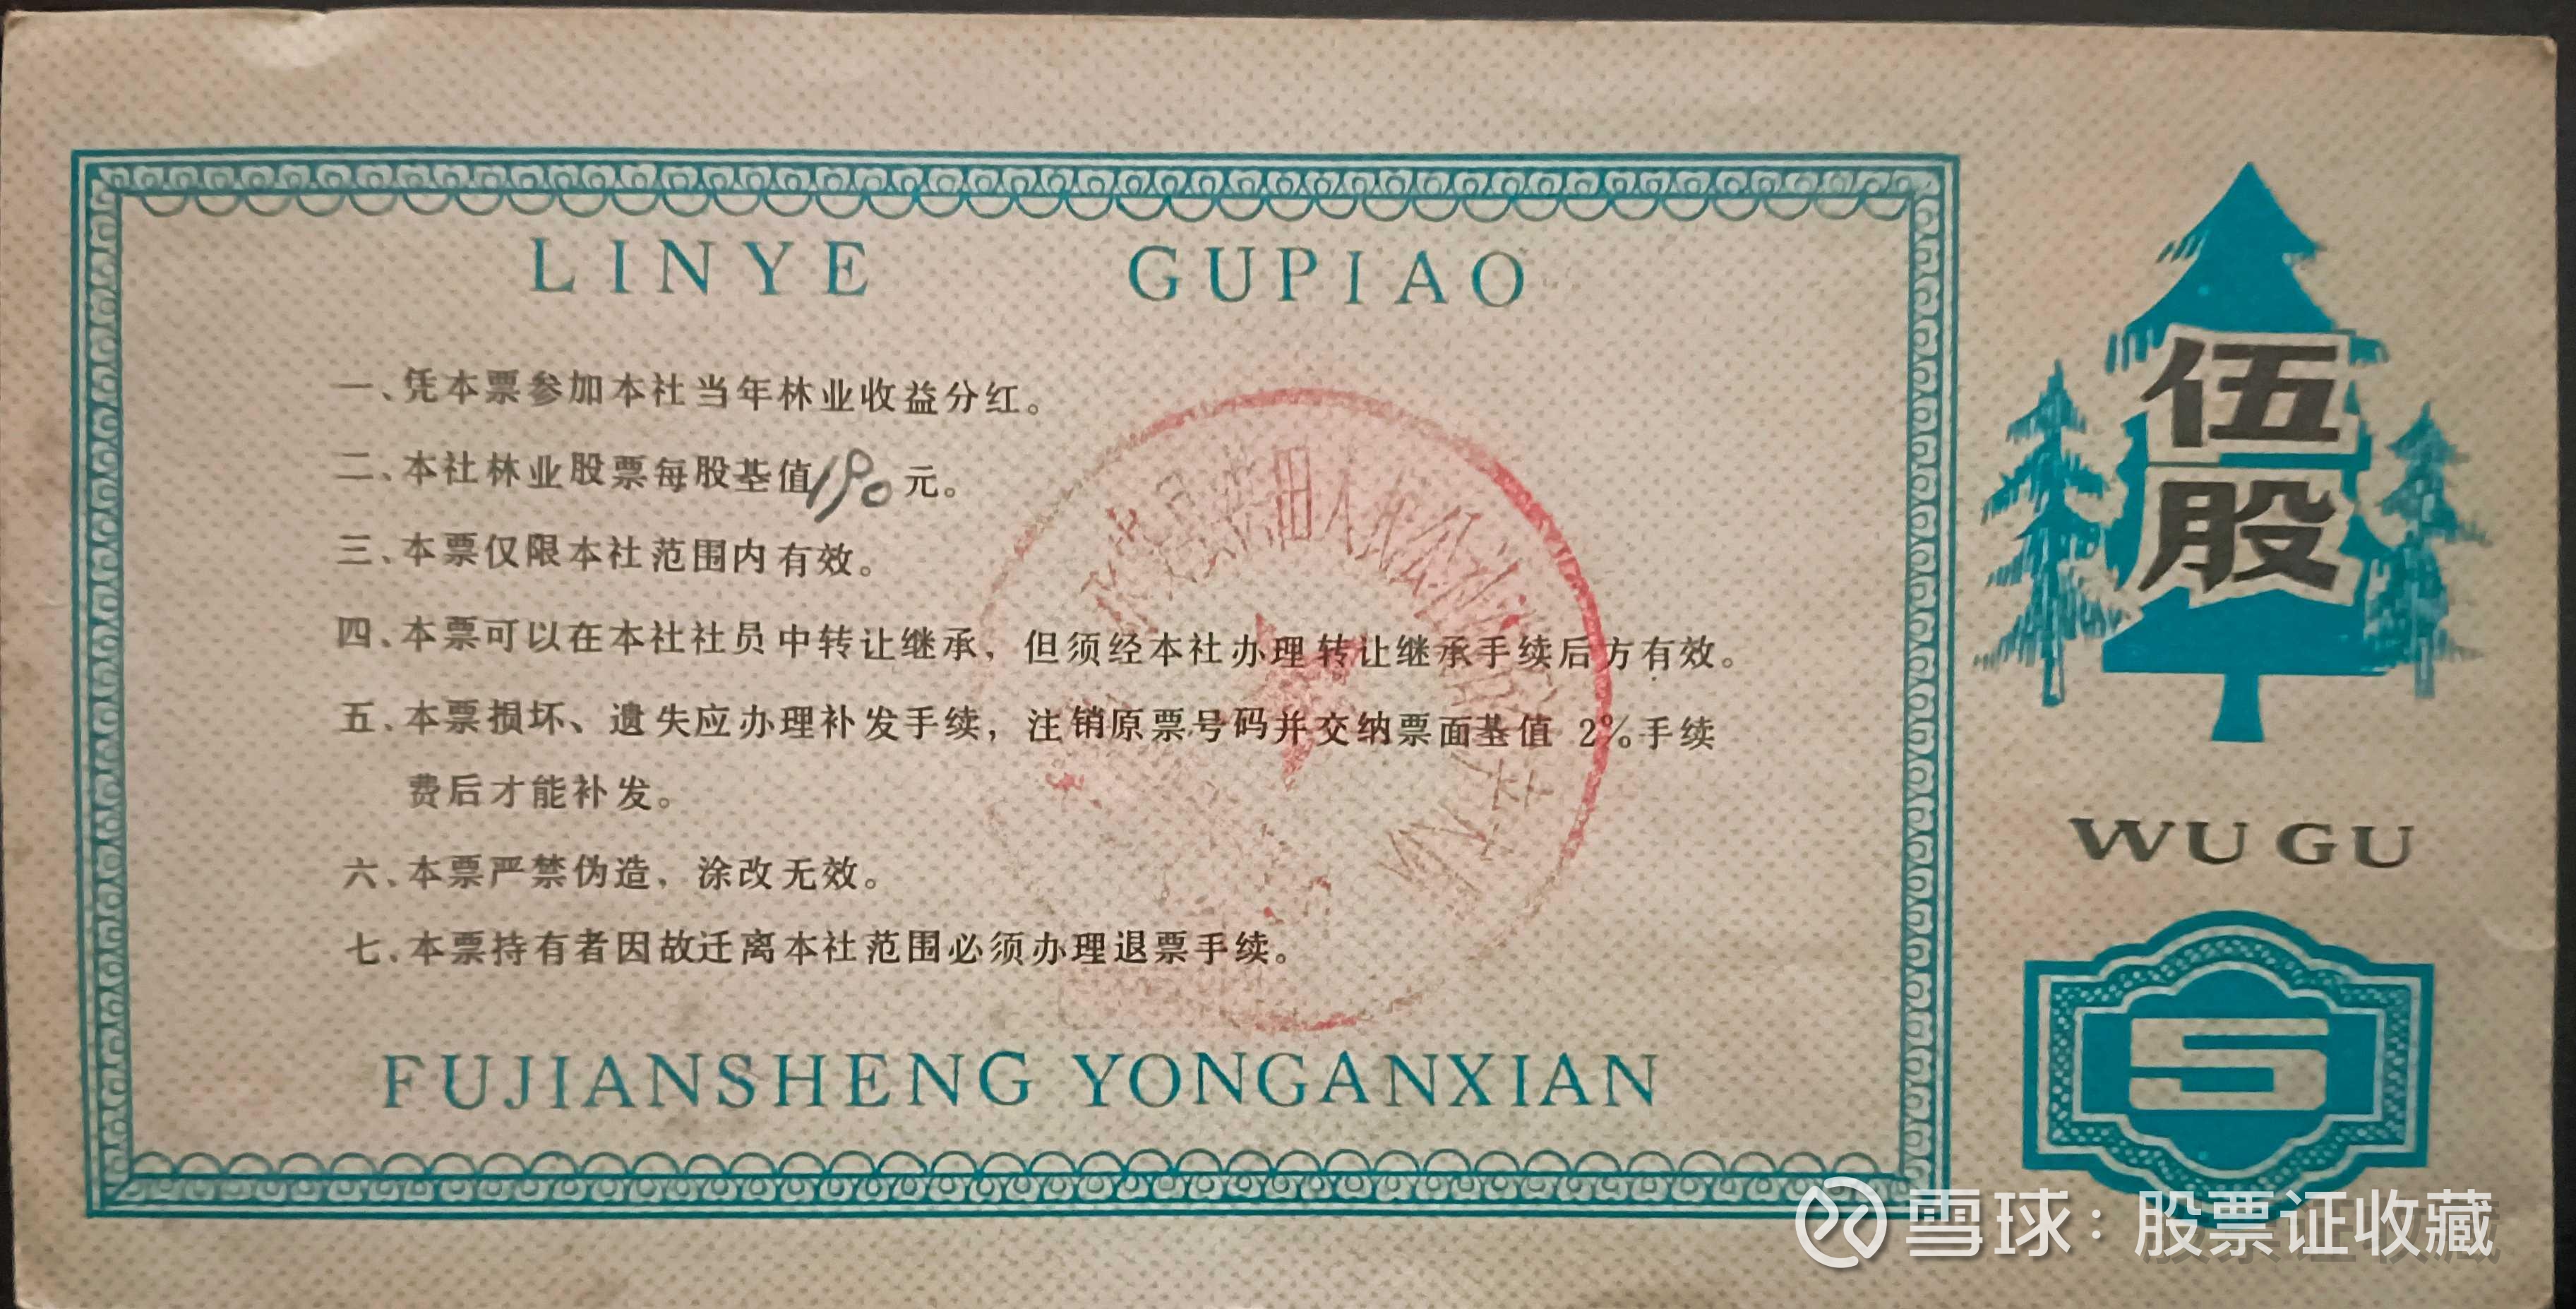 LINYE GUPIAO
一、凭本票参加本社当年林业收益分红。
二、本社林业股票每股基值190元。
三、本票仅限本社范围内有效。
四、本票可以在本社社员中转让继承，但须经本社办理转让继承手续后方有效。
五、本票损坏、遗失应办理补发手续，注销原票号码并交纳票面基值 2%手续
费后才能补发。
六、本票严禁伪造，涂改无效。
七、本票持有者因故迁离本社范围必须办理退票手续。
FUJIANSHENG YONGANXIAN
伍
股
WU GU
5
雪球：股票证收藏